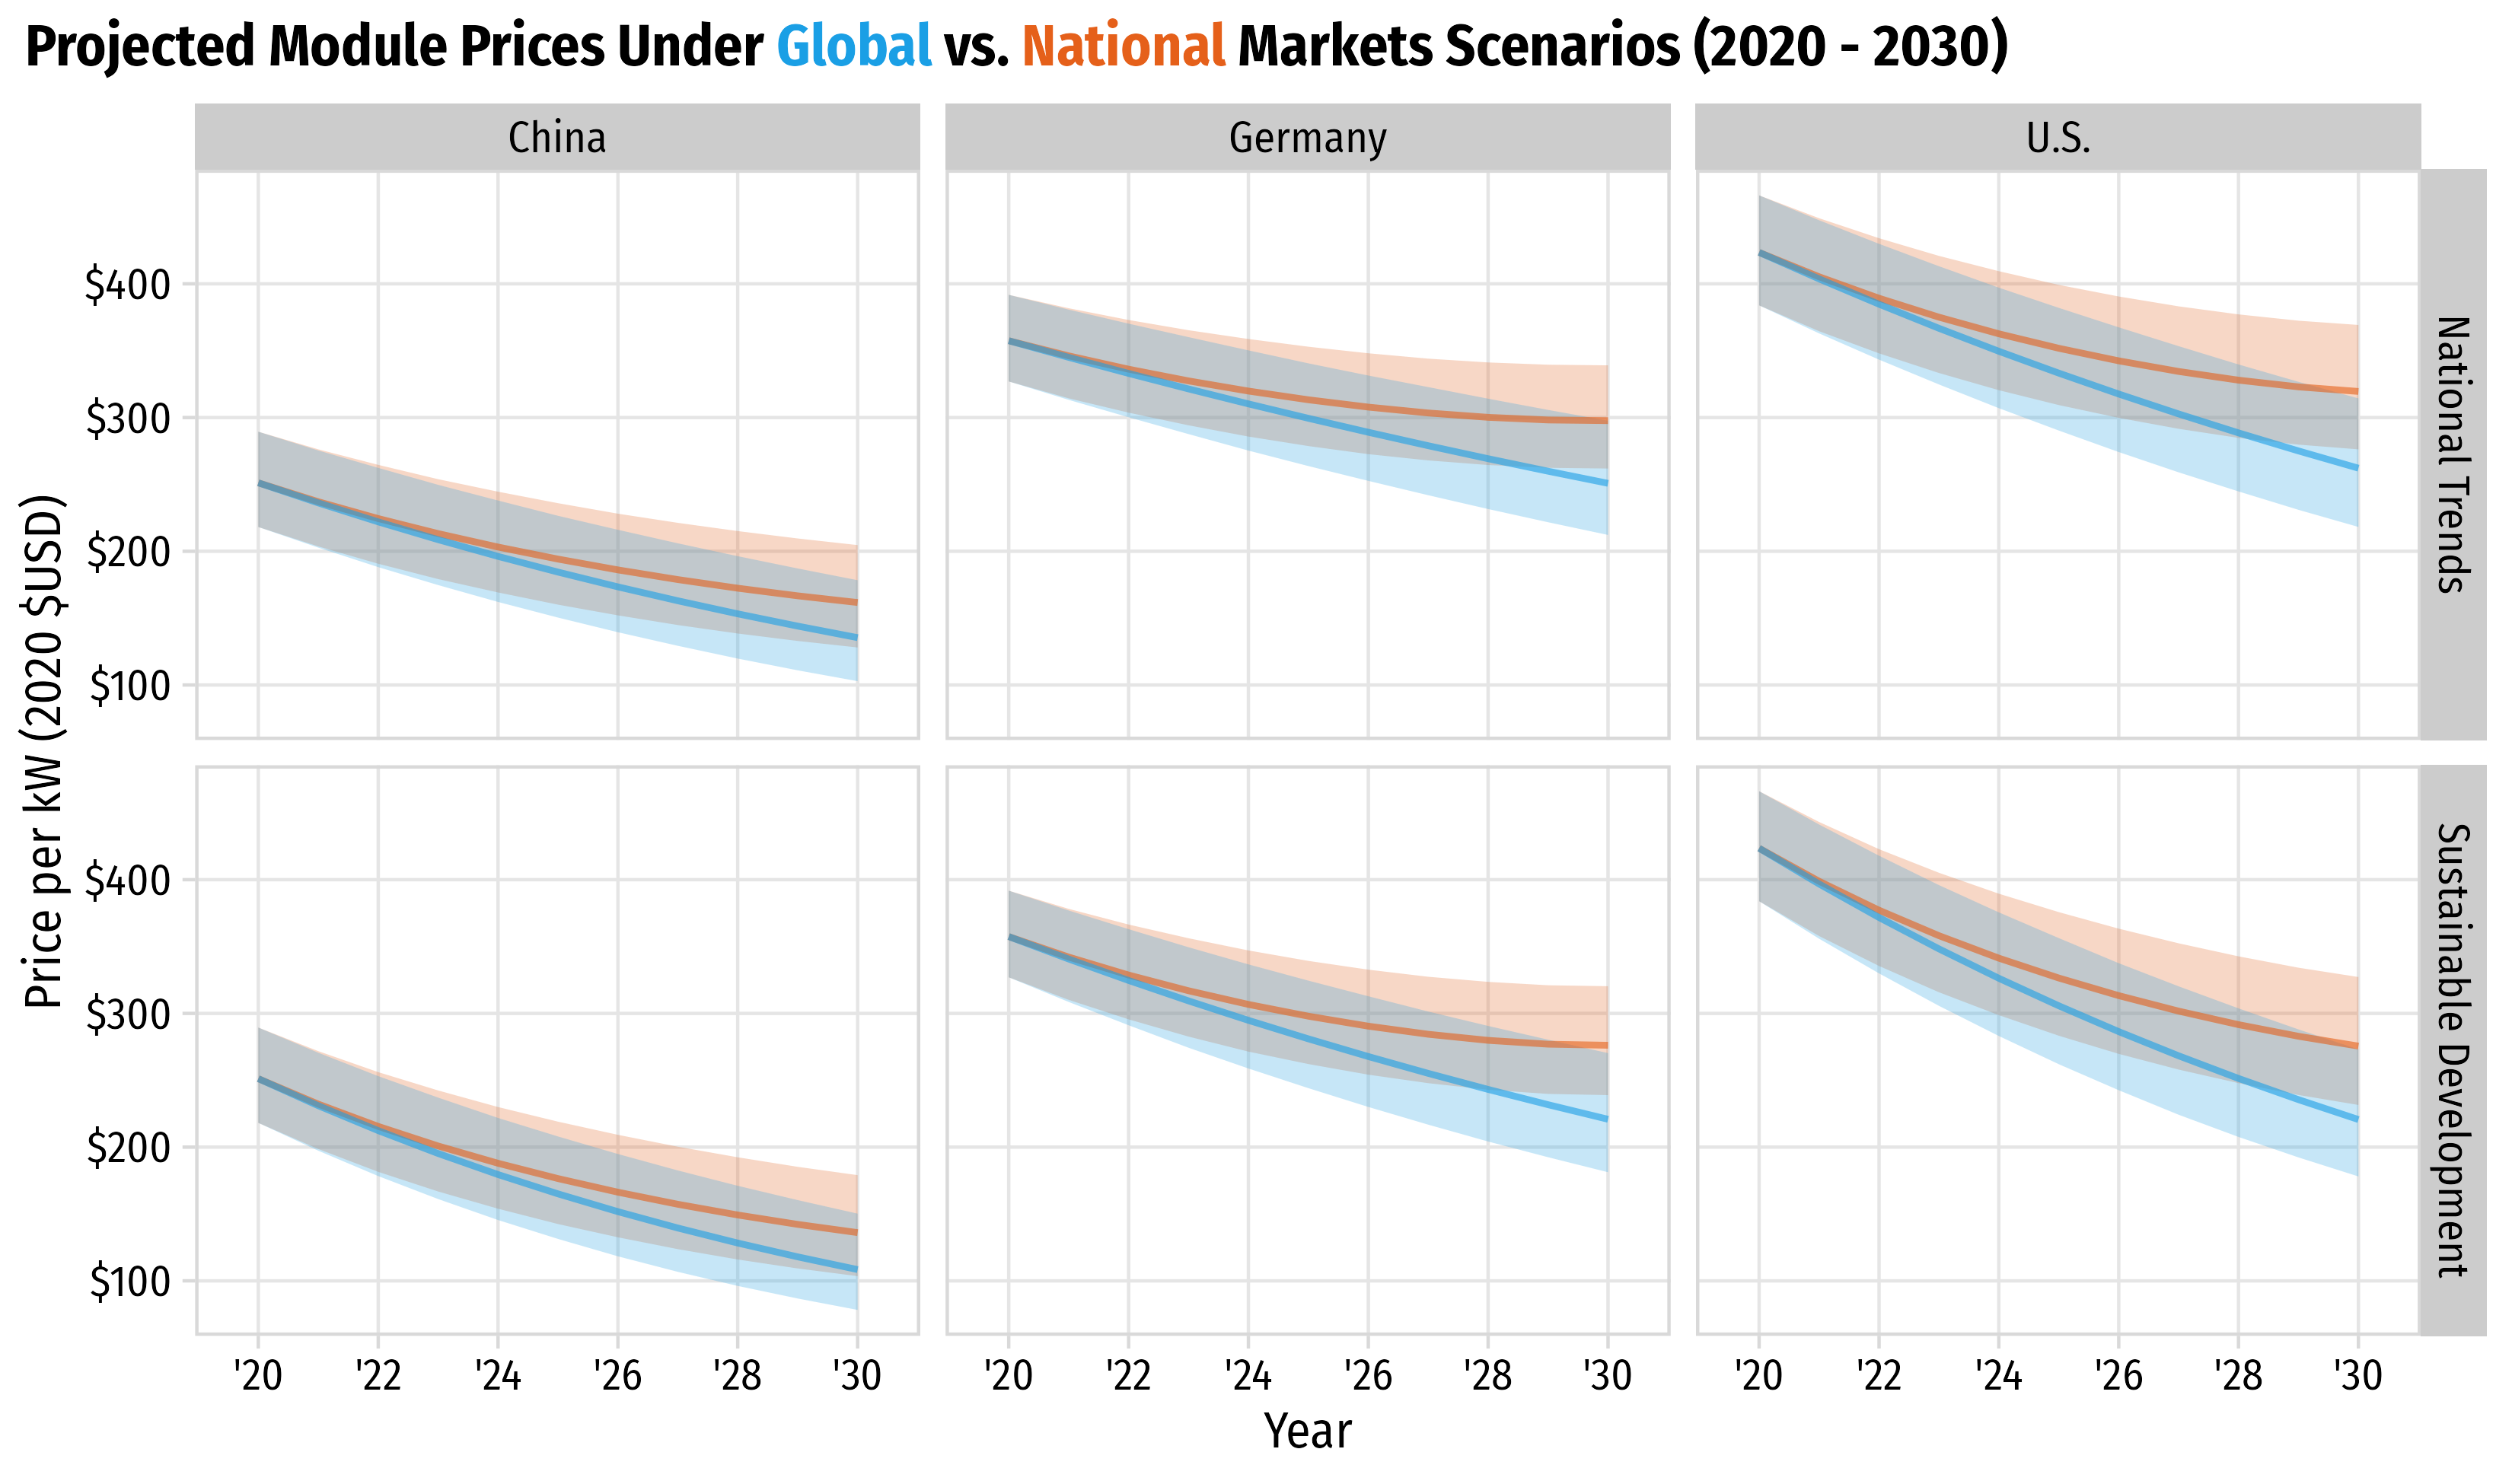 Projected Module Prices Under Global vs. National Markets Scenarios (2020 - 2030)
China
Germany
U.S.
Price per kW (2020 $USD)
$400
$300
$200
$100
National Trends
$400
$300
$200
$100
Sustainable Development
'20 '22 '24 '26 '28 '30
'20 '22 '24 '26 '28 '30
'20 '22 '24 '26 '28 '30
Year